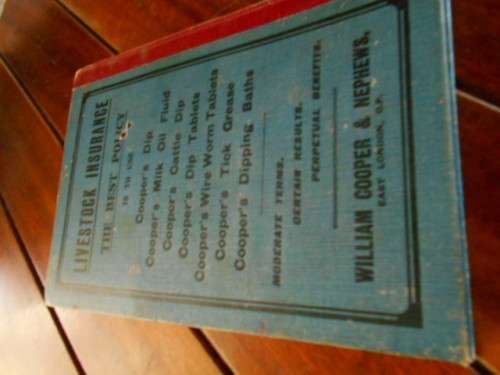 LIVESTOCK INSURANCE
THE BEST POLICY
IS TO USE
Cooper's Dip
Cooper's Milk Oil Fluid
Cooper's Cattle Dip
Cooper's Dip Tablets
Cooper's Wire Worm Tablets
Cooper's Tick Grease
Cooper's Dipping Baths
MODERATE TERMS.
CERTAIN RESULTS.
PERPETUAL BENEFITS.
WILLIAM COOPER & NEPHEWS,
EAST LONDON, C.P.